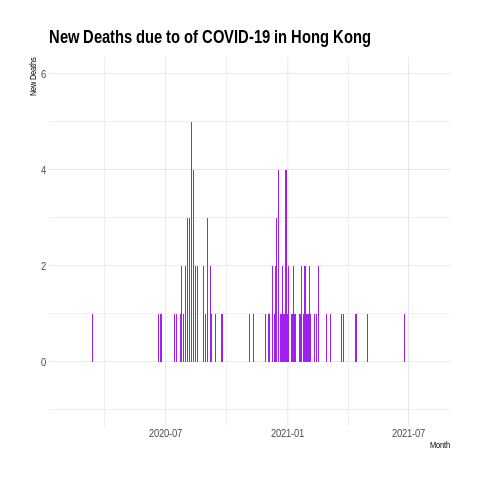 New Deaths due to of COVID-19 in Hong Kong
New Deaths
6
4
2
0
2020-07
2021-01
2021-07
Month